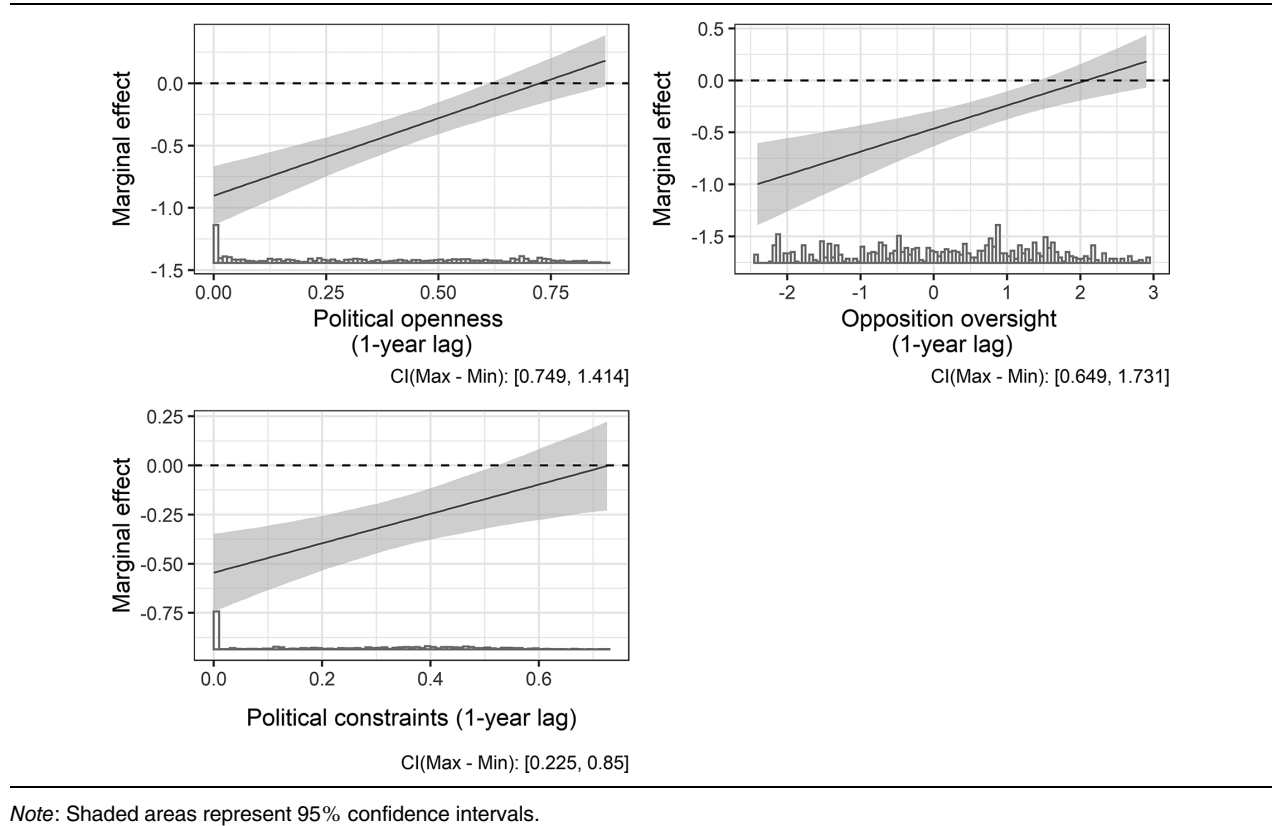 0.0
-0.5
-1.0
-1.5
Marginal effect
0.00 0.25 0.50 0.75
Political openness
(1-year lag)
CI(Max - Min): [0.749, 1.414]
0.5
0.0
-0.5
-1.0
-1.5
Marginal effect
-2 -1 0 1 2 3
Opposition oversight
(1-year lag)
CI(Max - Min): [0.649, 1.731]
0.25
0.00
-0.25
-0.50
-0.75
Marginal effect
0.0 0.2 0.4 0.6
Political constraints (1-year lag)
CI(Max - Min): [0.225, 0.85]
Note: Shaded areas represent 95% confidence intervals.